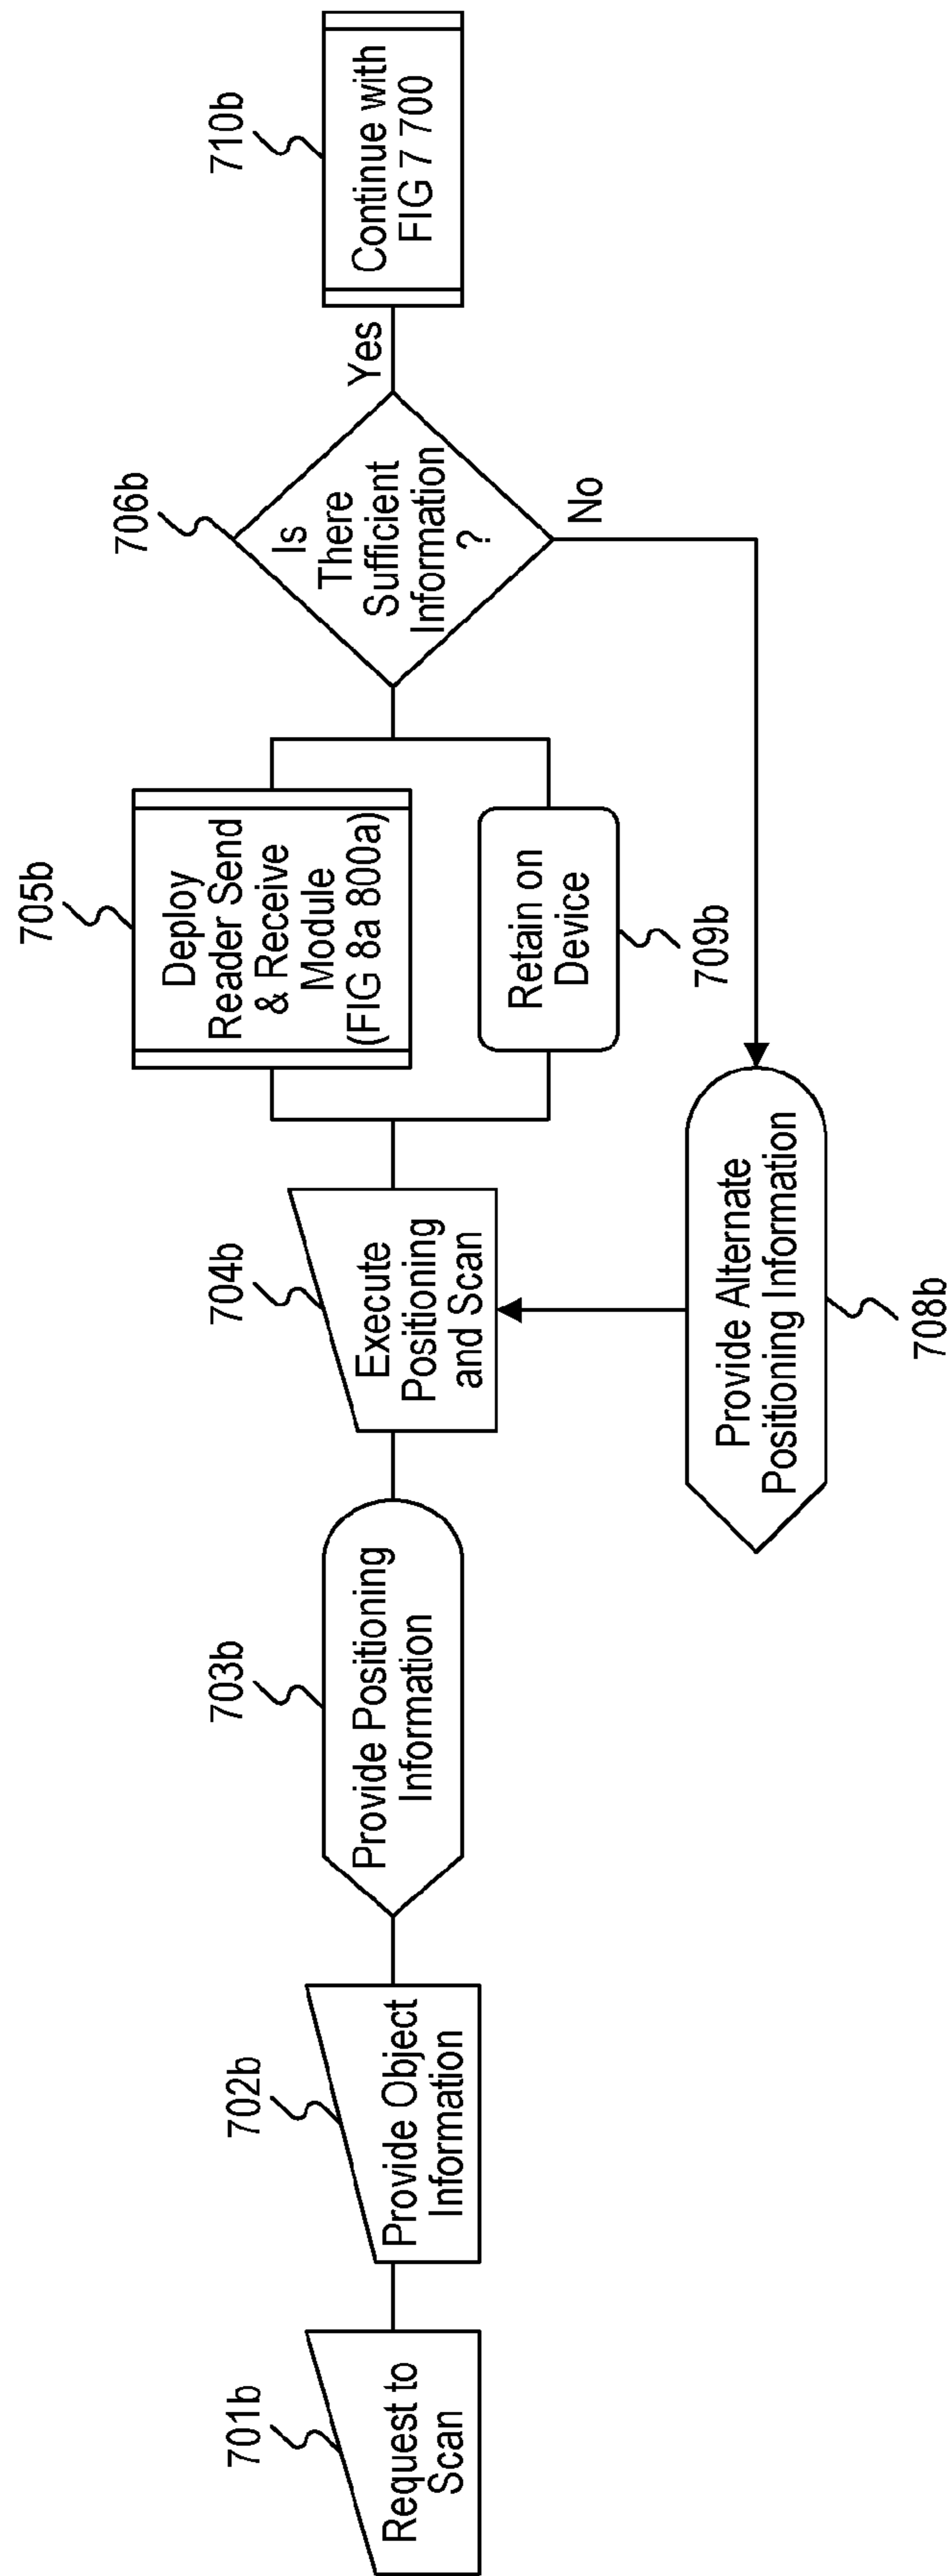 701b
Request to
Scan
702b
Provide Object
Information
703b
Provide Positioning
Information
704b
Execute
Positioning
and Scan
705b
Deploy
Reader Send
& Receive
Module
(FIG 8a 800a)
Retain on
Device
709b
706b
Is
There
Sufficient
Information
?
Yes
No
710b
Continue with
FIG 7 700
Provide Alternate
Positioning Information
708b